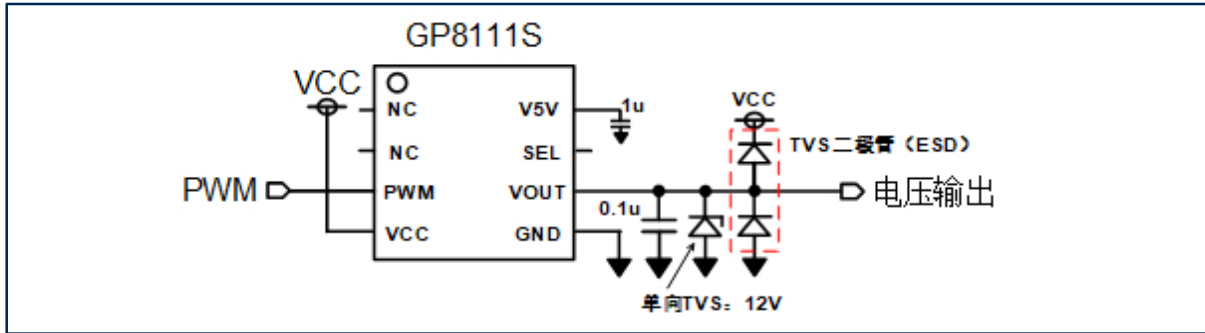 GP8111S
VCC
NC
V5V
1u
VCC
TVS二极管（ESD）
NC
SEL
PWM
PWM
VOUT
电压输出
0.1u
VCC
GND
单向TVS：12V